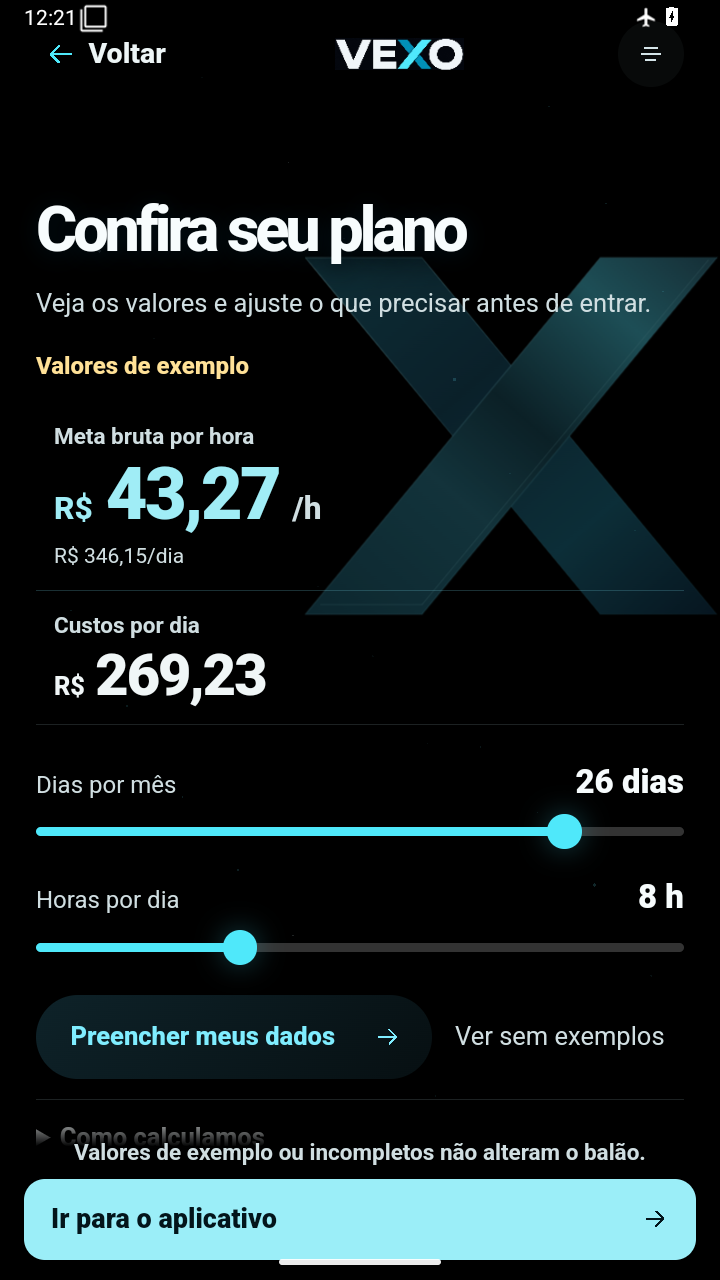 12:21
Voltar
VEXO
Confira seu plano
Veja os valores e ajuste o que precisar antes de entrar.
Valores de exemplo
Meta bruta por hora
R$ 43,27 /h
R$ 346,15/dia
Custos por dia
R$ 269,23
Dias por mês
26 dias
Horas por dia
8 h
Preencher meus dados
Ver sem exemplos
Como calculamos
Valores de exemplo ou incompletos não alteram o balão.
Ir para o aplicativo